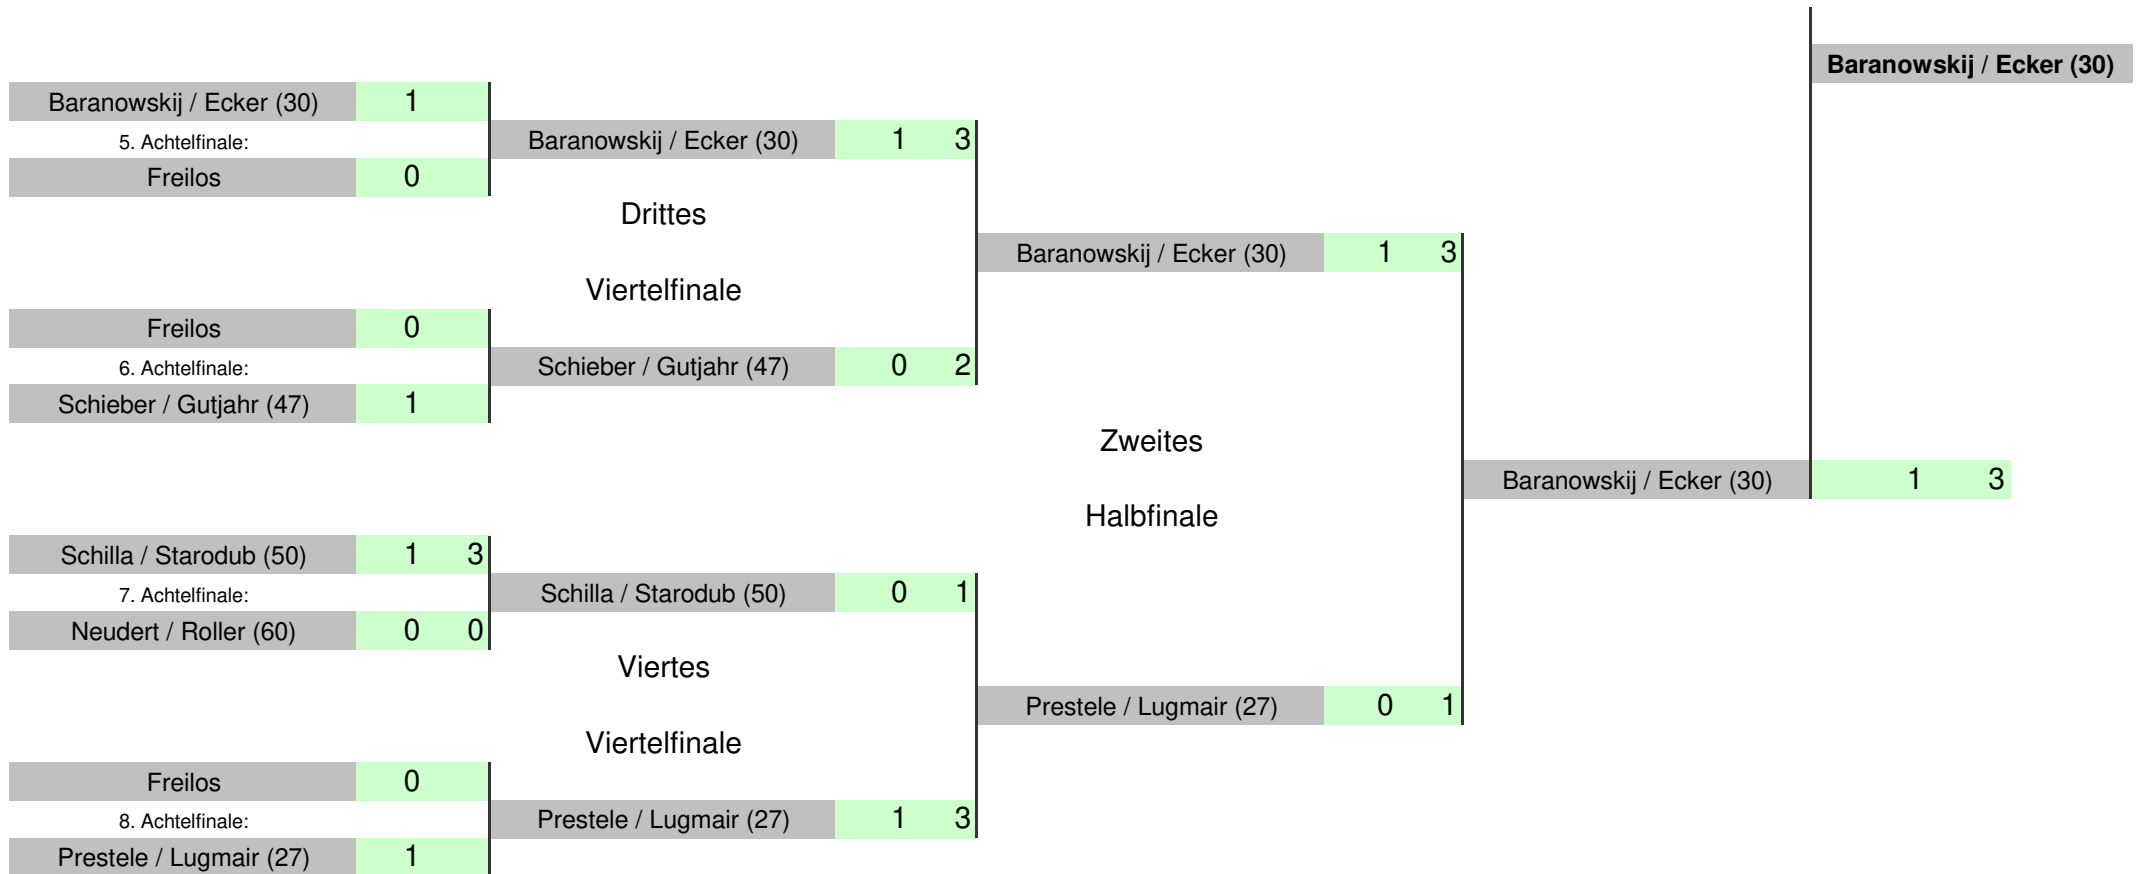 Baranowskij / Ecker (30)
Baranowskij / Ecker (30) 1
5. Achtelfinale:
Baranowskij / Ecker (30) 1 3
Freilos 0
Drittes
Baranowskij / Ecker (30) 1 3
Viertelfinale
Freilos 0
6. Achtelfinale:
Schieber / Gutjahr (47) 0 2
Schieber / Gutjahr (47) 1
Zweites
Baranowskij / Ecker (30) 1 3
Halbfinale
Schilla / Starodub (50) 1 3
7. Achtelfinale:
Schilla / Starodub (50) 0 1
Neudert / Roller (60) 0 0
Viertes
Prestele / Lugmair (27) 0 1
Viertelfinale
Freilos 0
8. Achtelfinale:
Prestele / Lugmair (27) 1 3
Prestele / Lugmair (27) 1